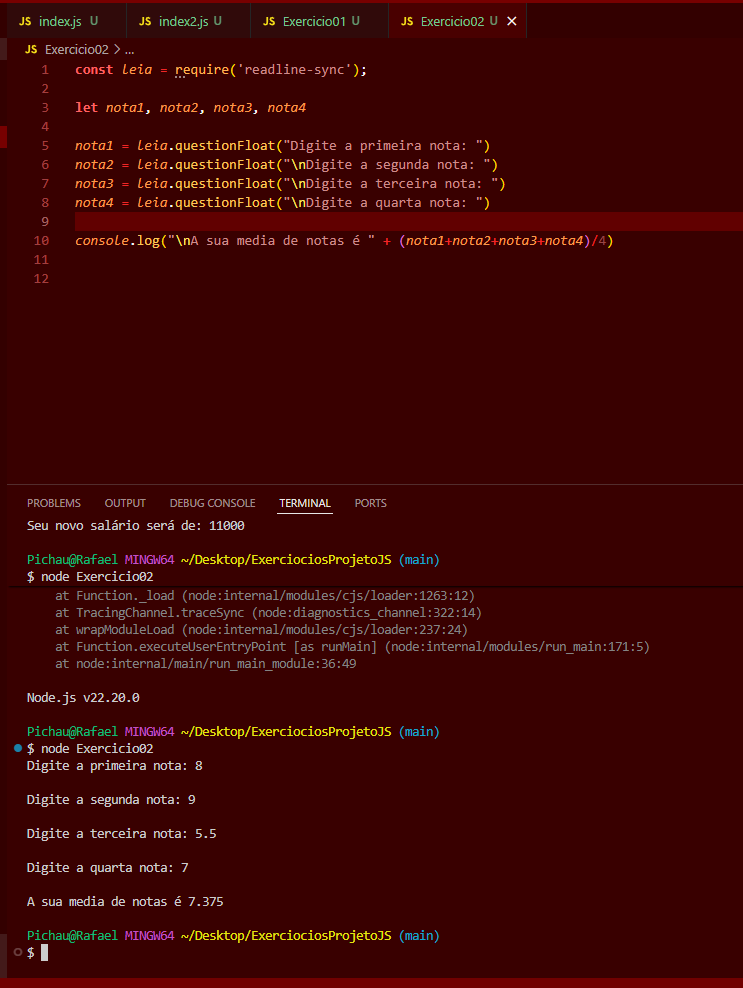 JS index.js U JS index2.js U JS Exercicio01 U JS Exercicio02 U ×
JS Exercicio02 > ...
1 const leia = require('readline-sync');
2
3 let nota1, nota2, nota3, nota4
4
5 nota1 = leia.questionFloat("Digite a primeira nota: ")
6 nota2 = leia.questionFloat("\nDigite a segunda nota: ")
7 nota3 = leia.questionFloat("\nDigite a terceira nota: ")
8 nota4 = leia.questionFloat("\nDigite a quarta nota: ")
9
10 console.log("\nA sua media de notas é " + (nota1+nota2+nota3+nota4)/4)
11
12
PROBLEMS OUTPUT DEBUG CONSOLE TERMINAL PORTS
Seu novo salário será de: 11000
Pichau@Rafael MINGW64 ~/Desktop/ExerciociosProjetoJS (main)
$ node Exercicio02
at Function._load (node:internal/modules/cjs/loader:1263:12)
at TracingChannel.traceSync (node:diagnostics_channel:322:14)
at wrapModuleLoad (node:internal/modules/cjs/loader:237:24)
at Function.executeUserEntryPoint [as runMain] (node:internal/modules/run_main:171:5)
at node:internal/main/run_main_module:36:49
Node.js v22.20.0
Pichau@Rafael MINGW64 ~/Desktop/ExerciociosProjetoJS (main)
$ node Exercicio02
Digite a primeira nota: 8
Digite a segunda nota: 9
Digite a terceira nota: 5.5
Digite a quarta nota: 7
A sua media de notas é 7.375
Pichau@Rafael MINGW64 ~/Desktop/ExerciociosProjetoJS (main)
$